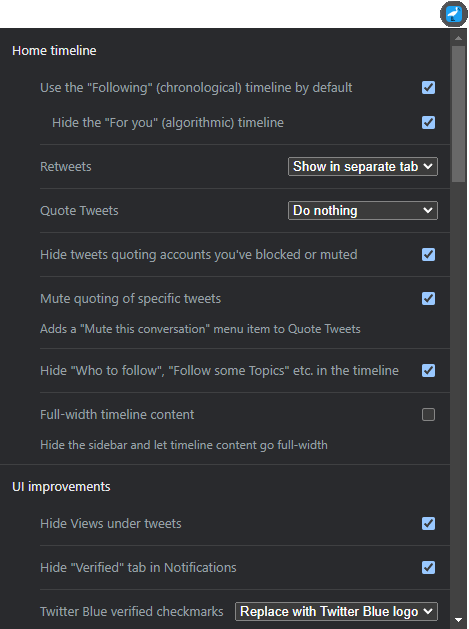 Home timeline
Use the "Following" (chronological) timeline by default
Hide the "For you" (algorithmic) timeline
Retweets Show in separate tab
Quote Tweets Do nothing
Hide tweets quoting accounts you've blocked or muted
Mute quoting of specific tweets
Adds a "Mute this conversation" menu item to Quote Tweets
Hide "Who to follow", "Follow some Topics" etc. in the timeline
Full-width timeline content
Hide the sidebar and let timeline content go full-width
UI improvements
Hide Views under tweets
Hide "Verified" tab in Notifications
Twitter Blue verified checkmarks Replace with Twitter Blue logo